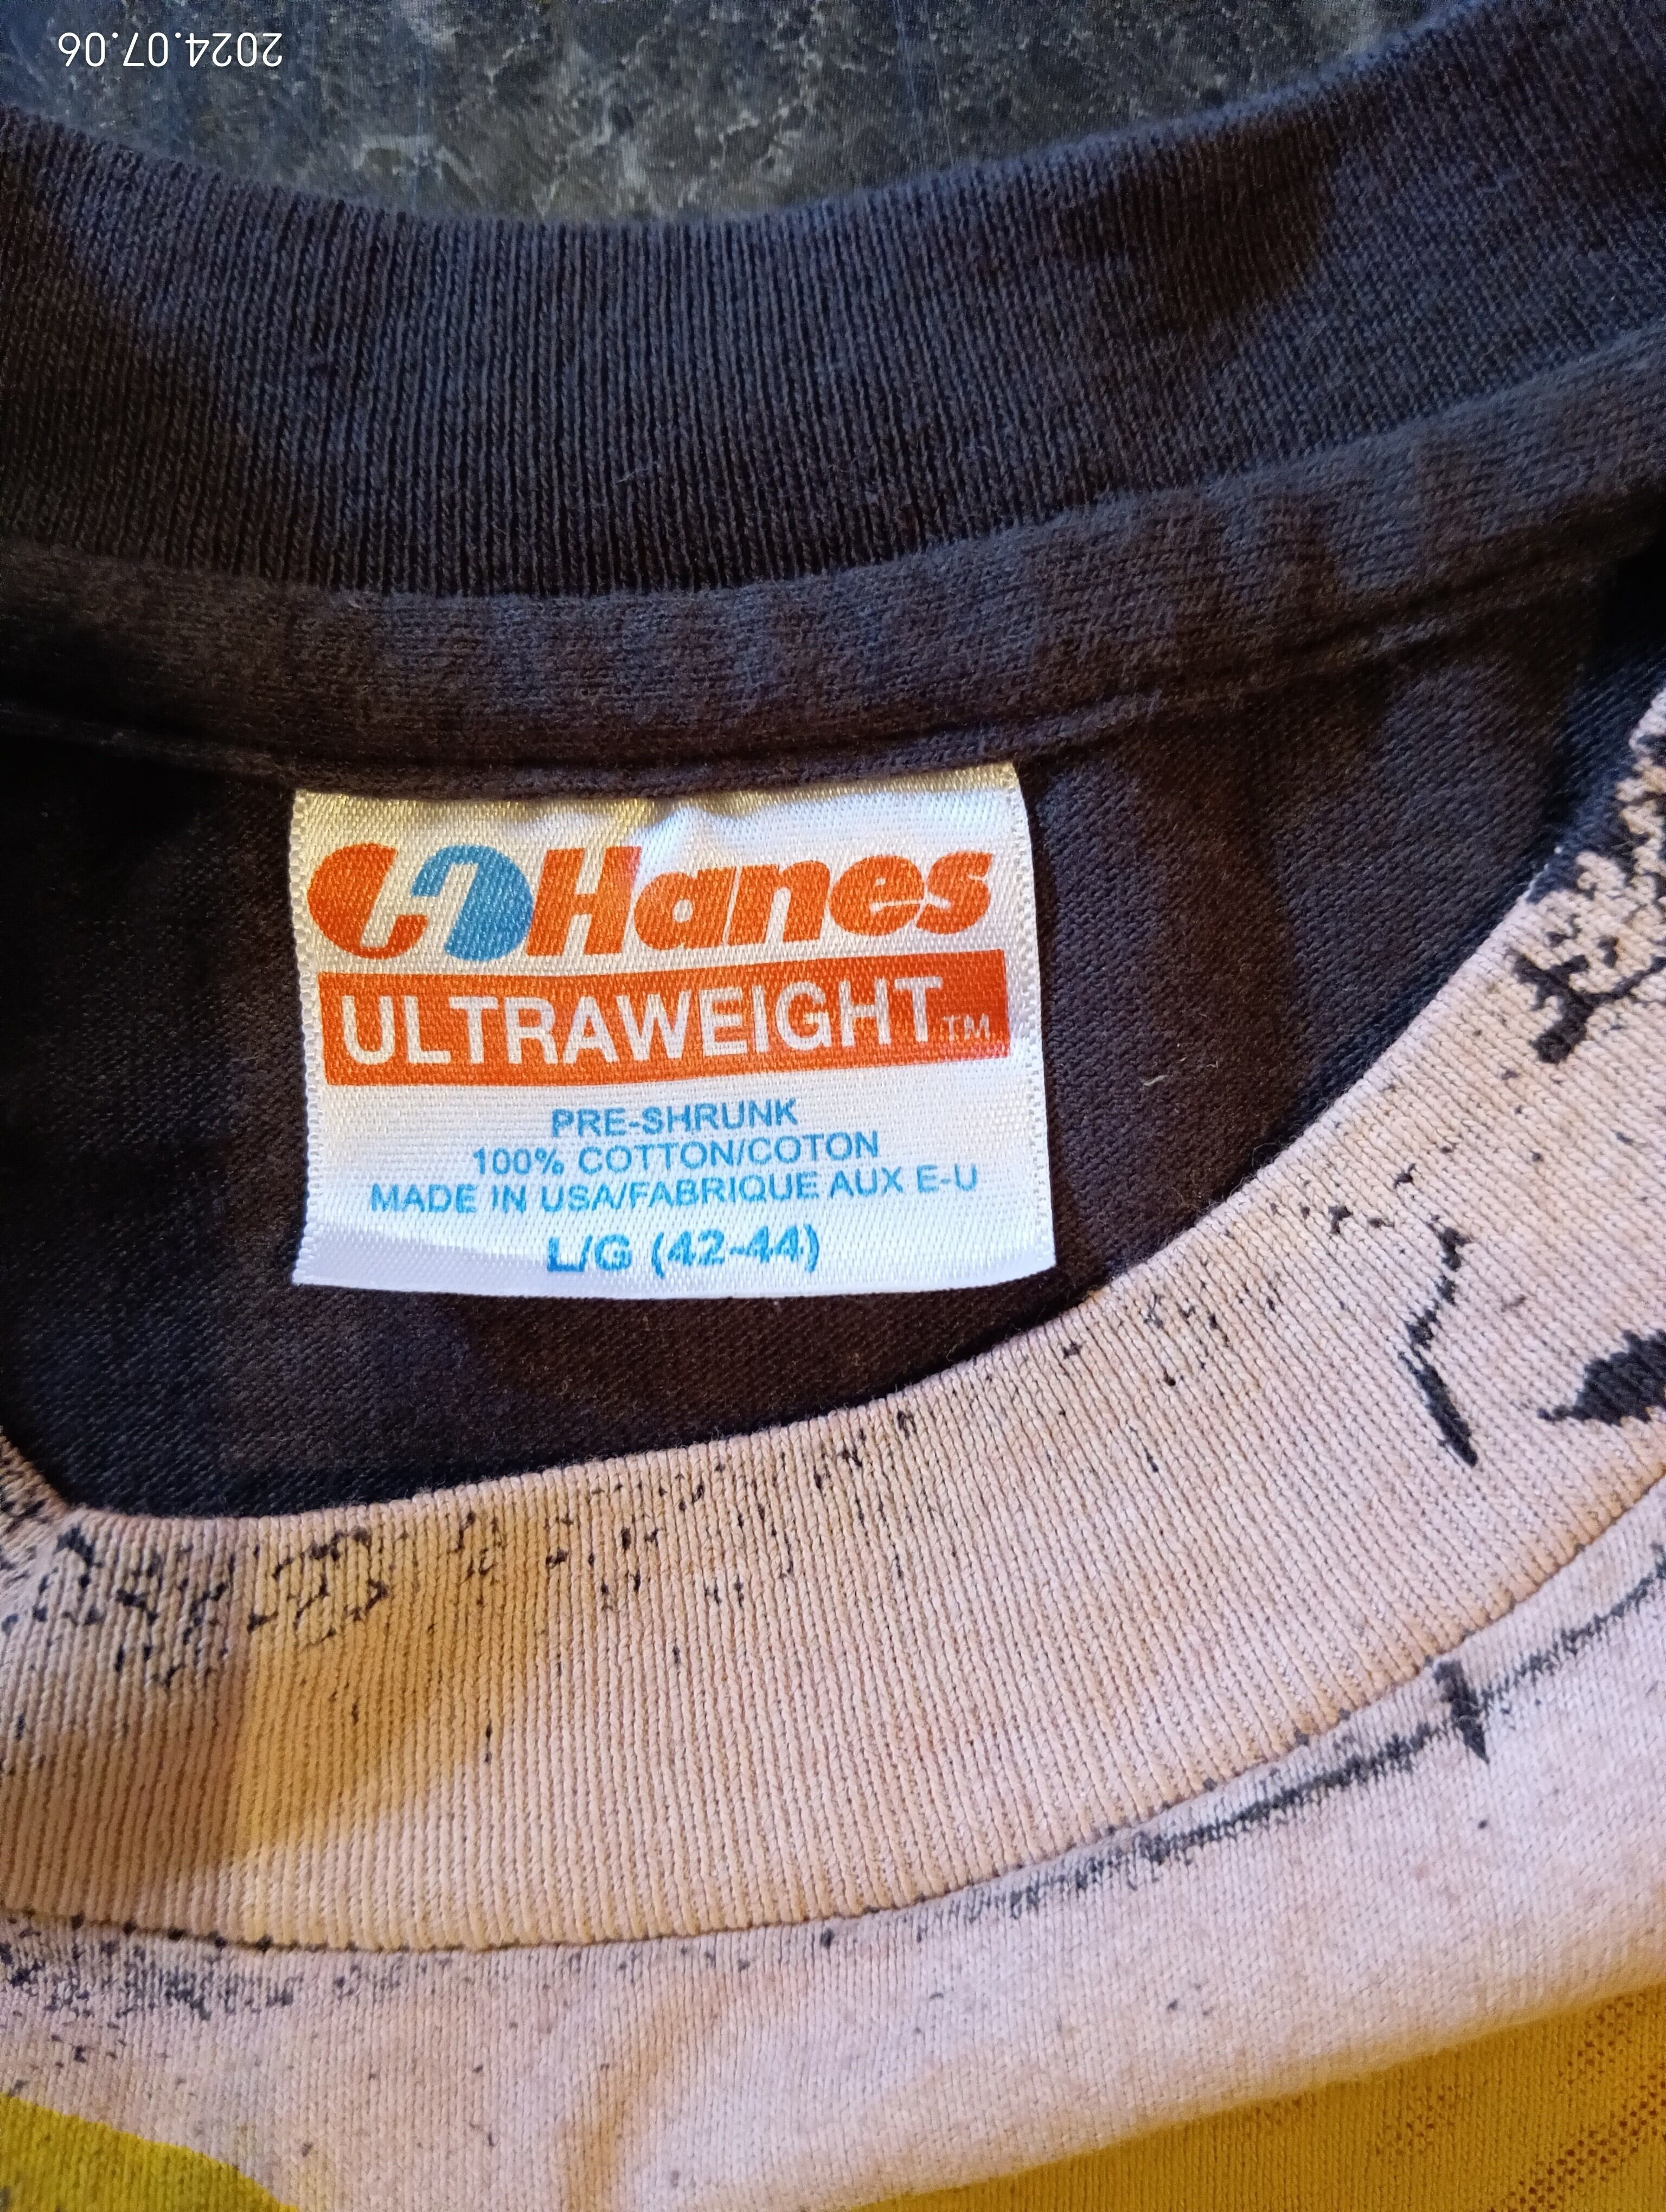 2024.07.06
Hanes
ULTRAWEIGHT™
PRE-SHRUNK
100% COTTON/COTON
MADE IN USA/FABRIQUE AUX E-U
L/G (42-44)